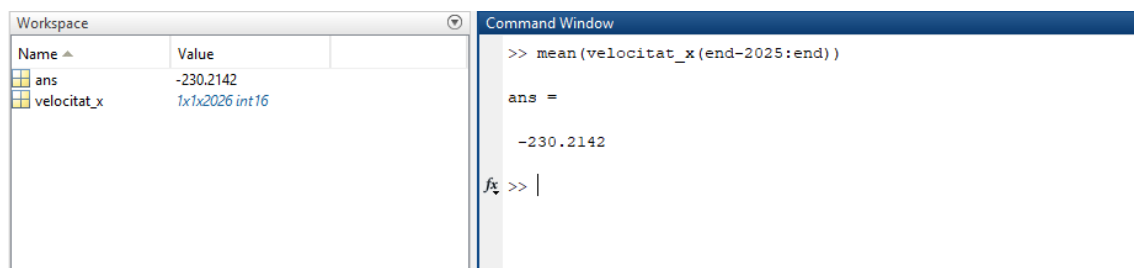 Workspace
Name Value
ans -230.2142
velocitat_x 1x1x2026 int16
Command Window
>> mean(velocitat_x(end-2025:end))
ans =
-230.2142
fx >>